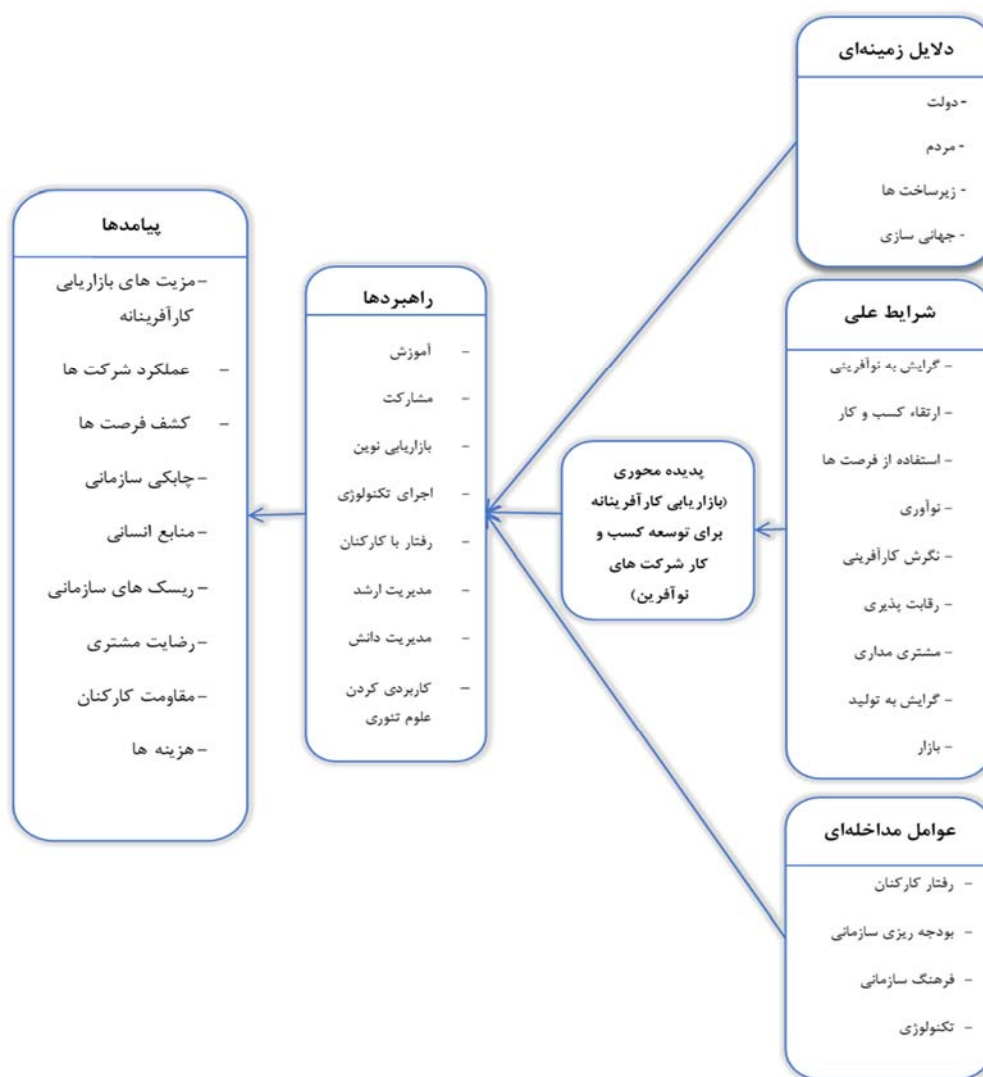 دلایل زمینه‌ای
-دولت
- مردم
- زیرساخت ها
- جهانی سازی
شرایط علی
- گرایش به نوآفرینی
- ارتقاء کسب و کار
- استفاده از فرصت ها
- نوآوری
- نگرش کارآفرینی
- رقابت پذیری
- مشتری مداری
- گرایش به تولید
- بازار
عوامل مداخله‌ای
- رفتار کارکنان
- بودجه ریزی سازمانی
- فرهنگ سازمانی
- تکنولوژی
پدیده محوری
(بازاریابی کارآفرینانه
برای توسعه کسب و
کار شرکت های
نوآفرین)
راهبردها
- آموزش
- مشارکت
- بازاریابی نوین
- اجرای تکنولوژی
- رفتار با کارکنان
- مدیریت ارشد
- مدیریت دانش
- کاربردی کردن
علوم تئوری
پیامدها
-مزیت های بازاریابی
کارآفرینانه
- عملکرد شرکت ها
- کشف فرصت ها
-چابکی سازمانی
-منابع انسانی
-ریسک های سازمانی
-رضایت مشتری
-مقاومت کارکنان
-هزینه ها